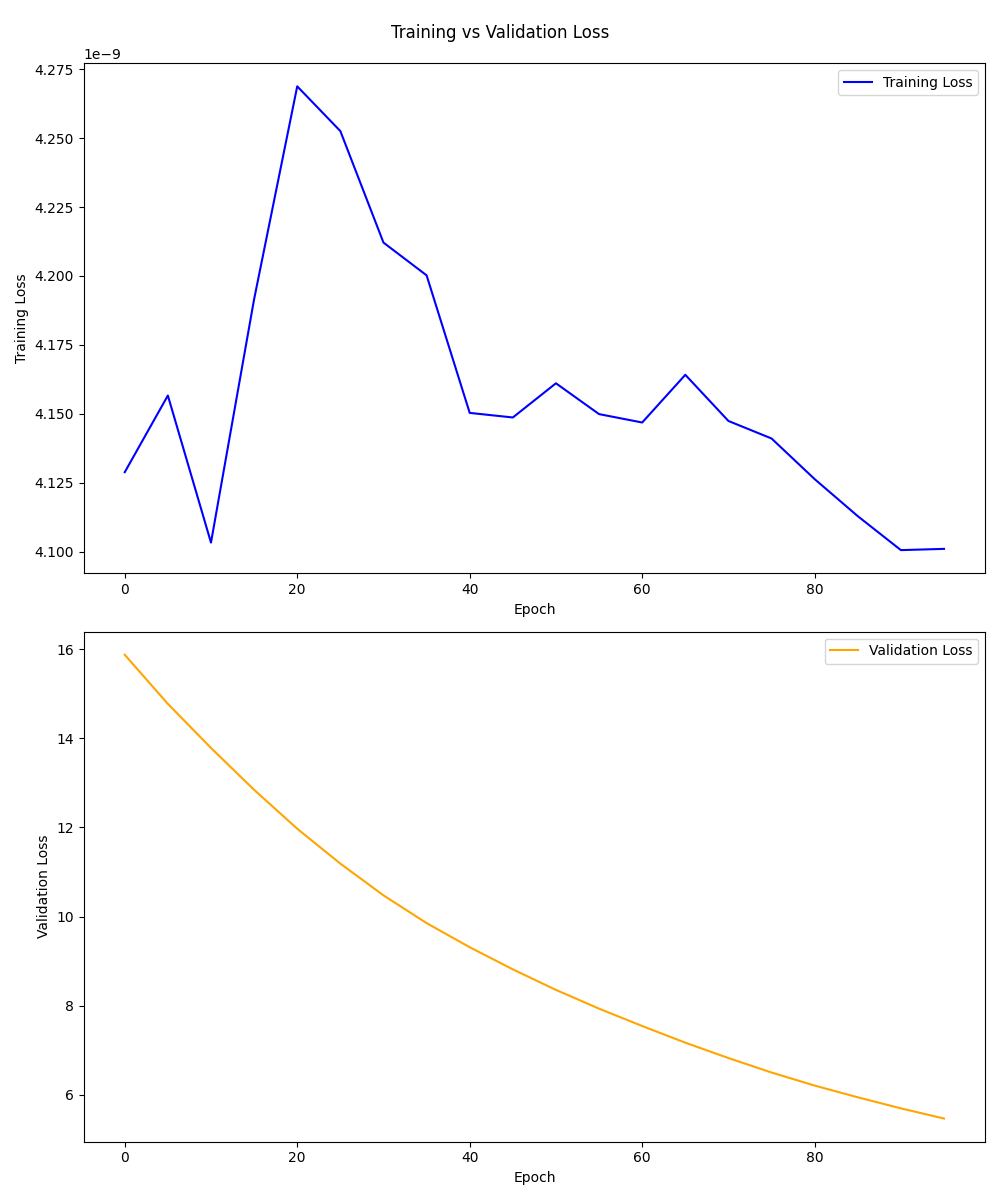 Training vs Validation Loss
1e−9
4.275
4.250
4.225
4.200
4.175
4.150
4.125
4.100
Training Loss
Training Loss
0 20 40 60 80
Epoch
16
14
12
10
8
6
Validation Loss
Validation Loss
0 20 40 60 80
Epoch